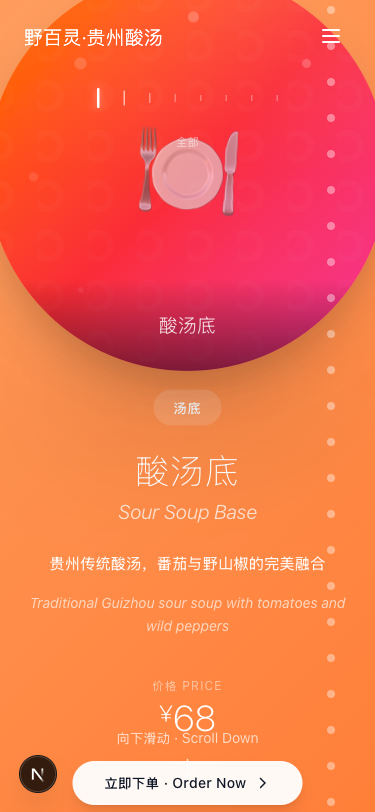 野百灵·贵州酸汤
全部
酸汤底
汤底
酸汤底
Sour Soup Base
贵州传统酸汤，番茄与野山椒的完美融合
Traditional Guizhou sour soup with tomatoes and
wild peppers
价格 PRICE
¥68
向下滑动 · Scroll Down
N
立即下单 · Order Now